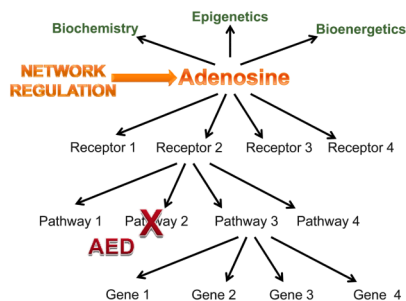 Epigenetics
Biochemistry
Bioenergetics
NETWORK
REGULATION
Adenosine
Receptor 1 Receptor 2 Receptor 3 Receptor 4
Pathway 1 Pathway 2 Pathway 3 Pathway 4
X
AED
Gene 1 Gene 2 Gene 3 Gene 4